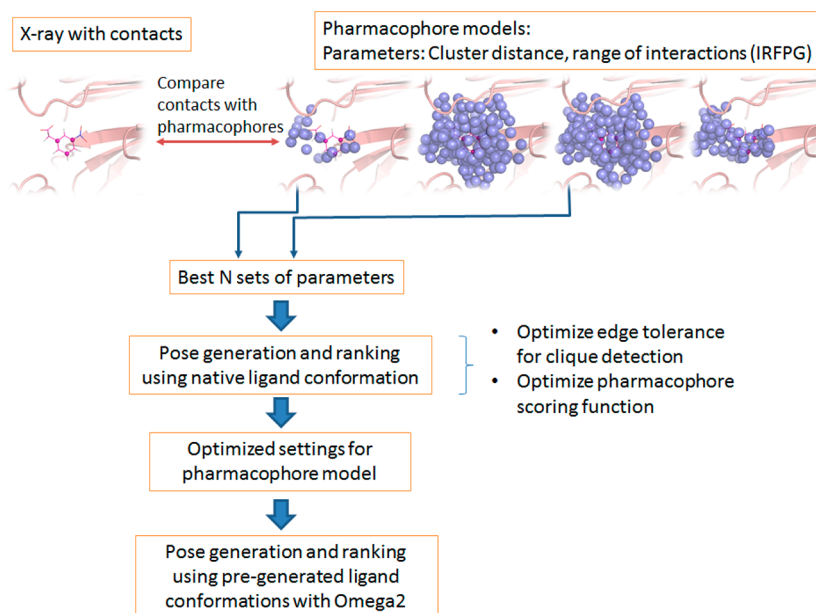 X-ray with contacts
Pharmacophore models:
Parameters: Cluster distance, range of interactions (IRFPG)
Compare
contacts with
pharmacophores
Best N sets of parameters
Pose generation and ranking
using native ligand conformation
• Optimize edge tolerance
for clique detection
• Optimize pharmacophore
scoring function
Optimized settings for
pharmacophore model
Pose generation and ranking
using pre-generated ligand
conformations with Omega2